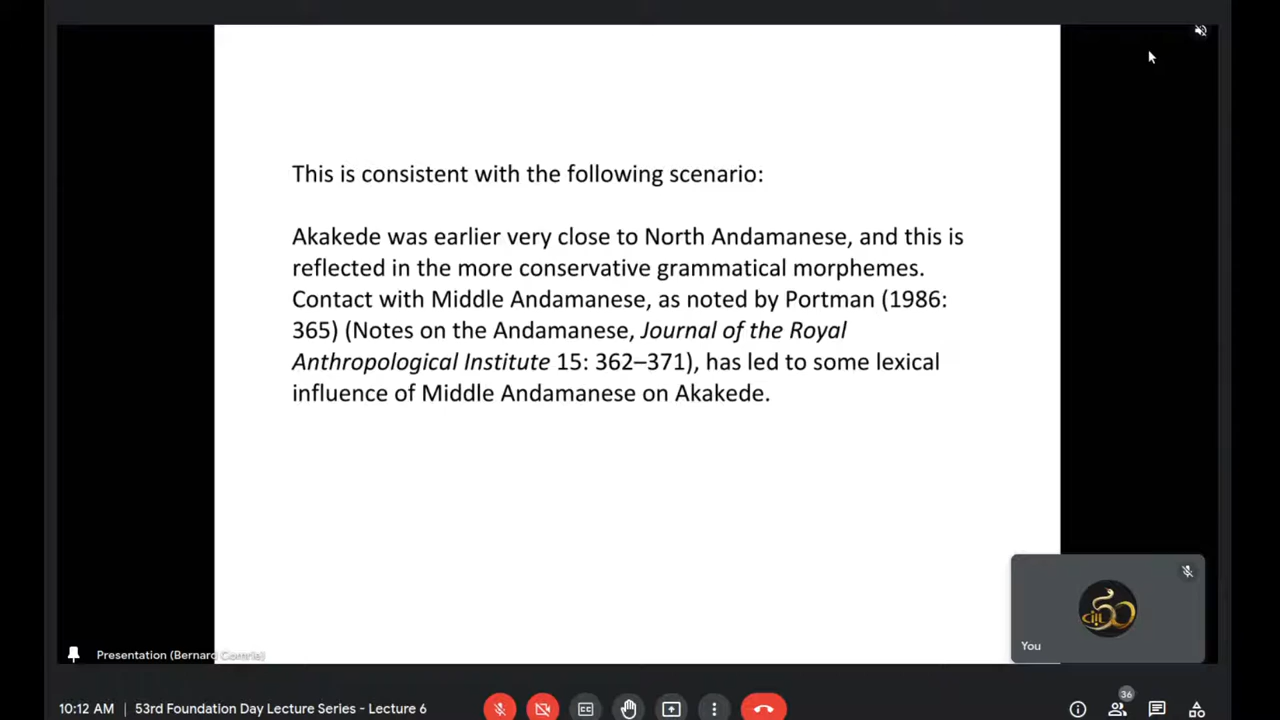 This is consistent with the following scenario:
Akakede was earlier very close to North Andamanese, and this is
reflected in the more conservative grammatical morphemes.
Contact with Middle Andamanese, as noted by Portman (1986:
365) (Notes on the Andamanese, Journal of the Royal
Anthropological Institute 15: 362–371), has led to some lexical
influence of Middle Andamanese on Akakede.
50
You
Presentation (Bernard Comrie)
36
10:12 AM | 53rd Foundation Day Lecture Series - Lecture 6
CC